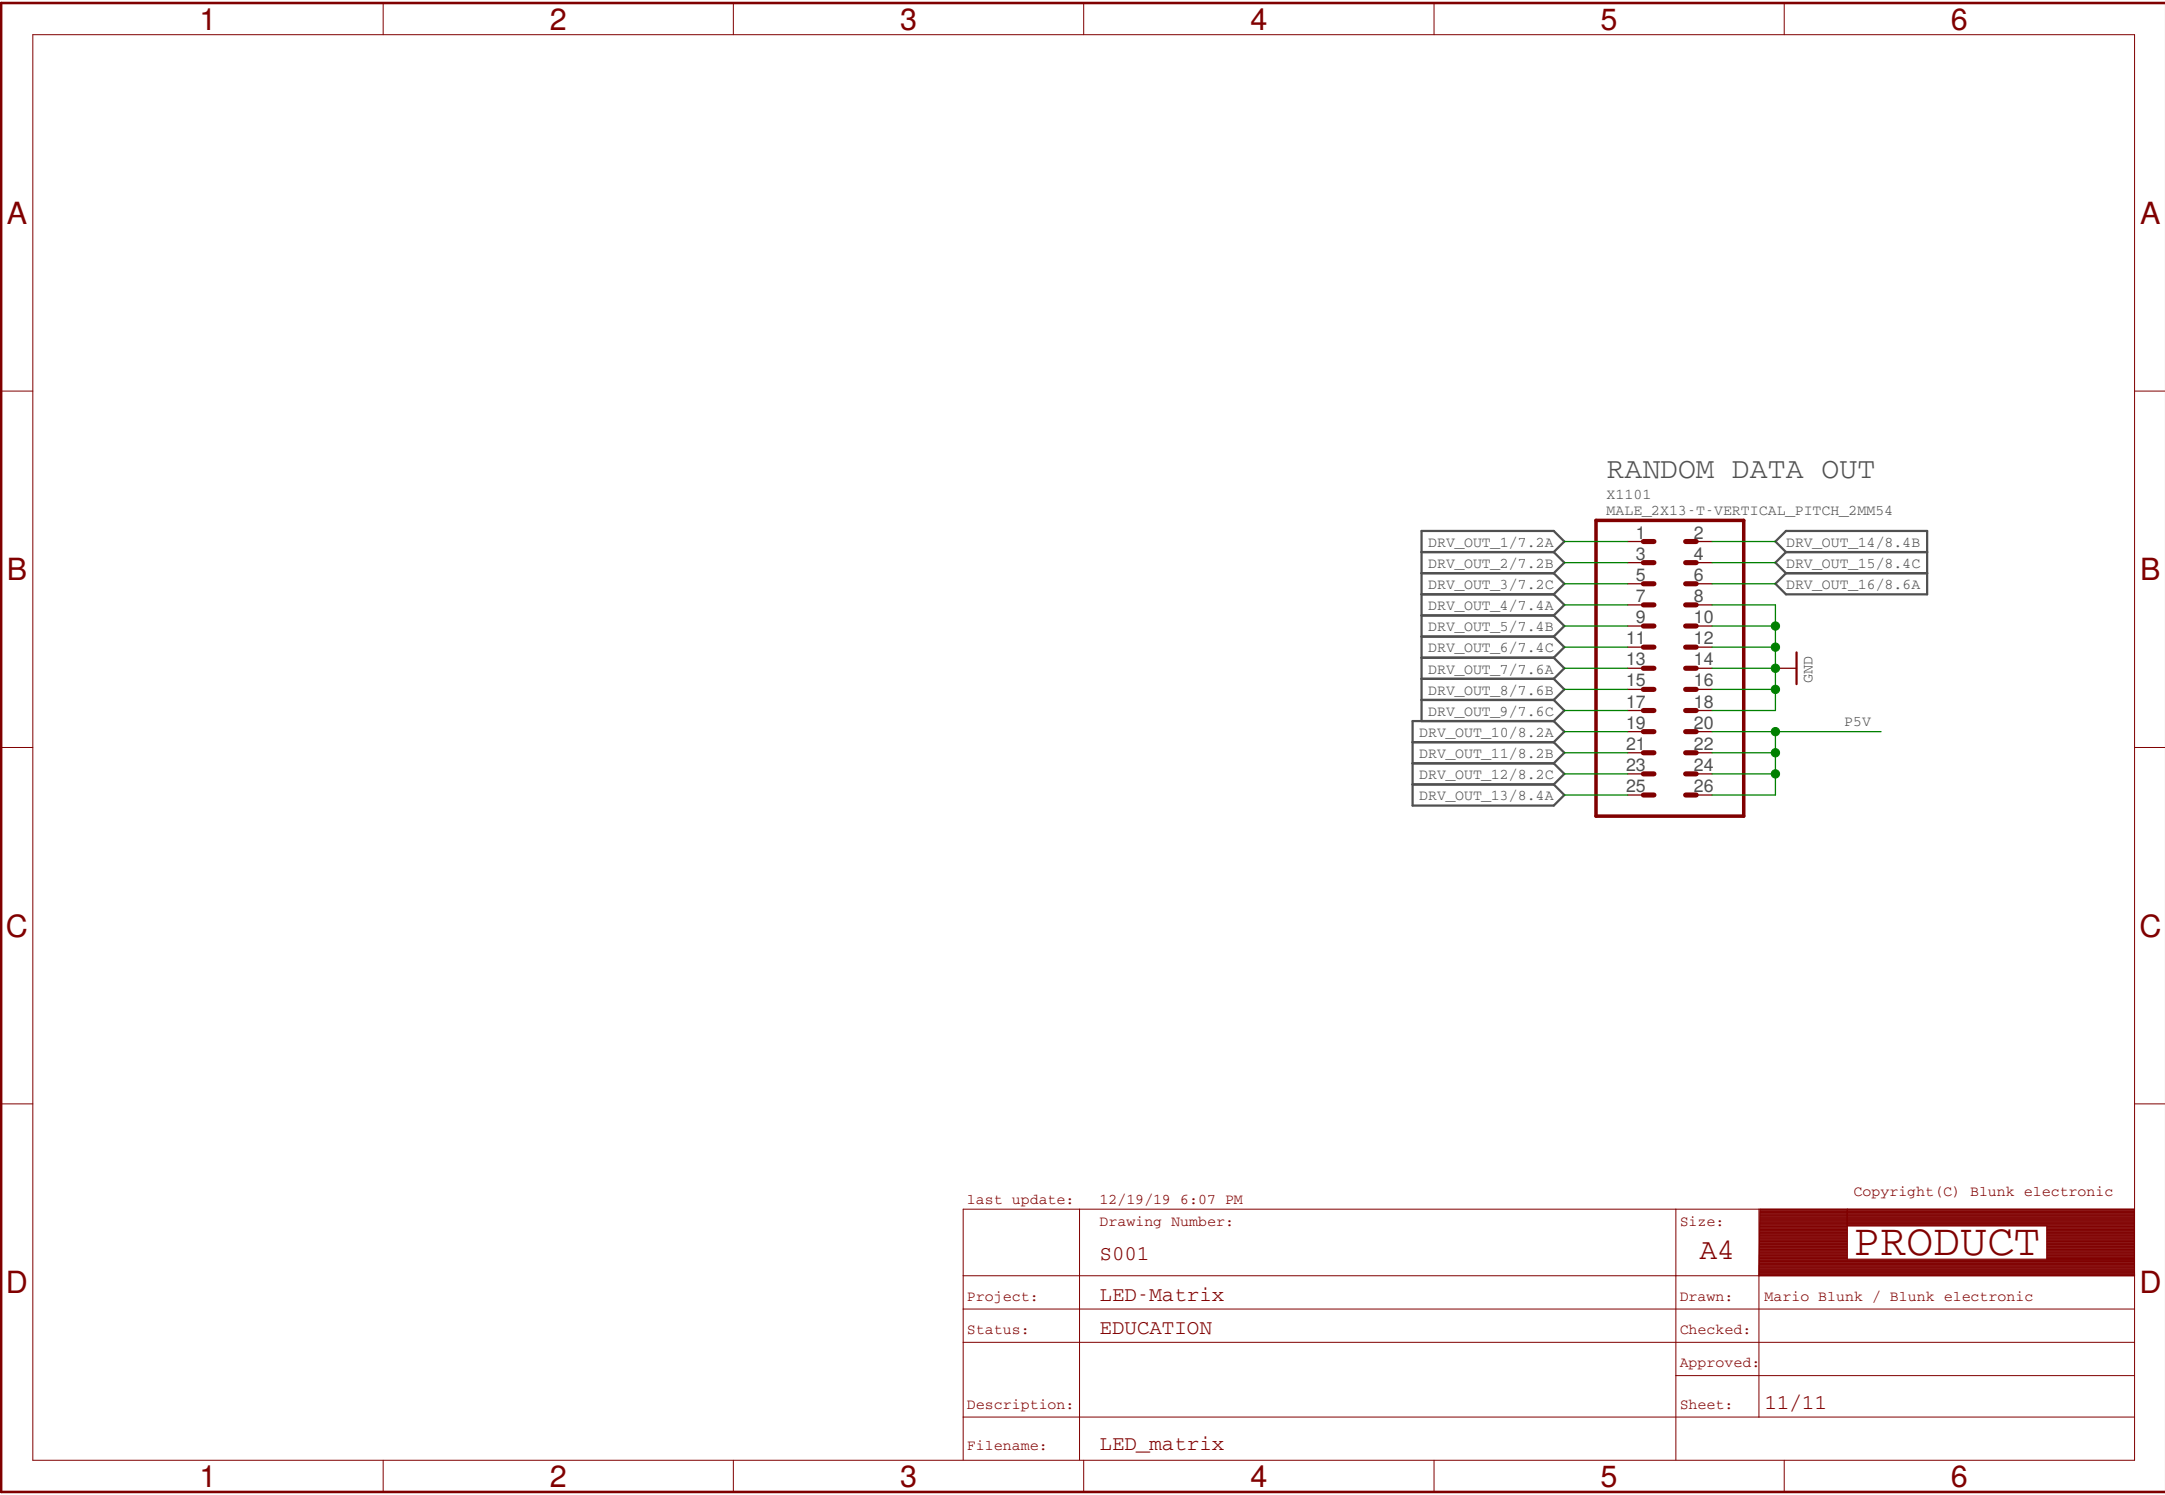 1 2 3 4 5 6
A A
RANDOM DATA OUT
X1101
MALE_2X13-T-VERTICAL_PITCH_2MM54
DRV_OUT_1/7.2A 1 2 DRV_OUT_14/8.4B
DRV_OUT_2/7.2B 3 4 DRV_OUT_15/8.4C
B B
DRV_OUT_3/7.2C 5 6 DRV_OUT_16/8.6A
DRV_OUT_4/7.4A 7 8
DRV_OUT_5/7.4B 9 10
DRV_OUT_6/7.4C 11 12
DRV_OUT_7/7.6A 13 14 GND
DRV_OUT_8/7.6B 15 16
DRV_OUT_9/7.6C 17 18
DRV_OUT_10/8.2A 19 20 P5V
DRV_OUT_11/8.2B 21 22
DRV_OUT_12/8.2C 23 24
DRV_OUT_13/8.4A 25 26
C C
last update: 12/19/19 6:07 PM Copyright(C) Blunk electronic
Drawing Number: Size:
S001 A4 PRODUCT
D D
Project: LED-Matrix Drawn: Mario Blunk / Blunk electronic
Status: EDUCATION Checked:
Approved:
Description: Sheet: 11/11
Filename: LED_matrix
1 2 3 4 5 6